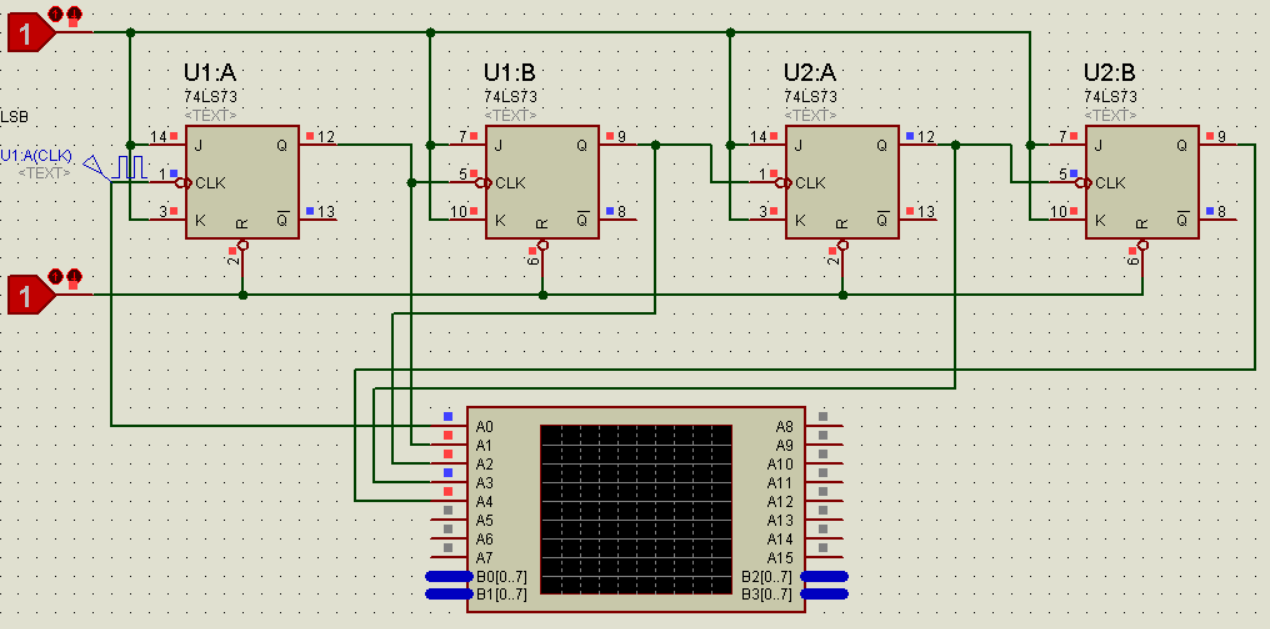 1
U1:A
U1:B
U2:A
U2:B
74LS73
74LS73
74LS73
74LS73
<TEXT>
<TEXT>
<TEXT>
<TEXT>
LSB
U1:A(CLK)
<TEXT>
14 J Q 12
7 J Q 9
14 J Q 12
7 J Q 9
1 CLK
5 CLK
1 CLK
5 CLK
3 K R Q 13
10 K R Q 8
3 K R Q 13
10 K R Q 8
2
6
2
6
1
A0 A8
A1 A9
A2 A10
A3 A11
A4 A12
A5 A13
A6 A14
A7 A15
B0[0..7] B2[0..7]
B1[0..7] B3[0..7]